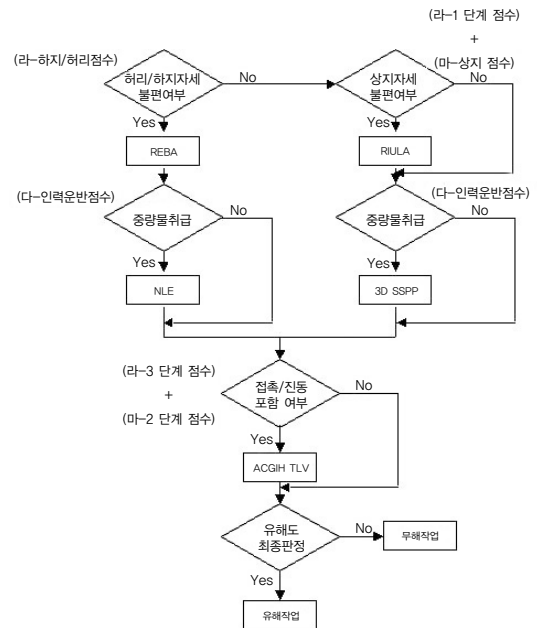 (라-1 단계 점수)
+
(마-상지 점수)
(라-하지/허리점수)
허리/하지자세
불편여부
No
상지자세
불편여부
No
Yes
Yes
REBA
RIULA
(다-인력운반점수)
(다-인력운반점수)
중량물취급
No
중량물취급
No
Yes
Yes
NLE
3D SSPP
(라-3 단계 점수)
+
(마-2 단계 점수)
접촉/진동
포함 여부
No
Yes
ACGIH TLV
유해도
최종판정
No
무해작업
Yes
유해작업